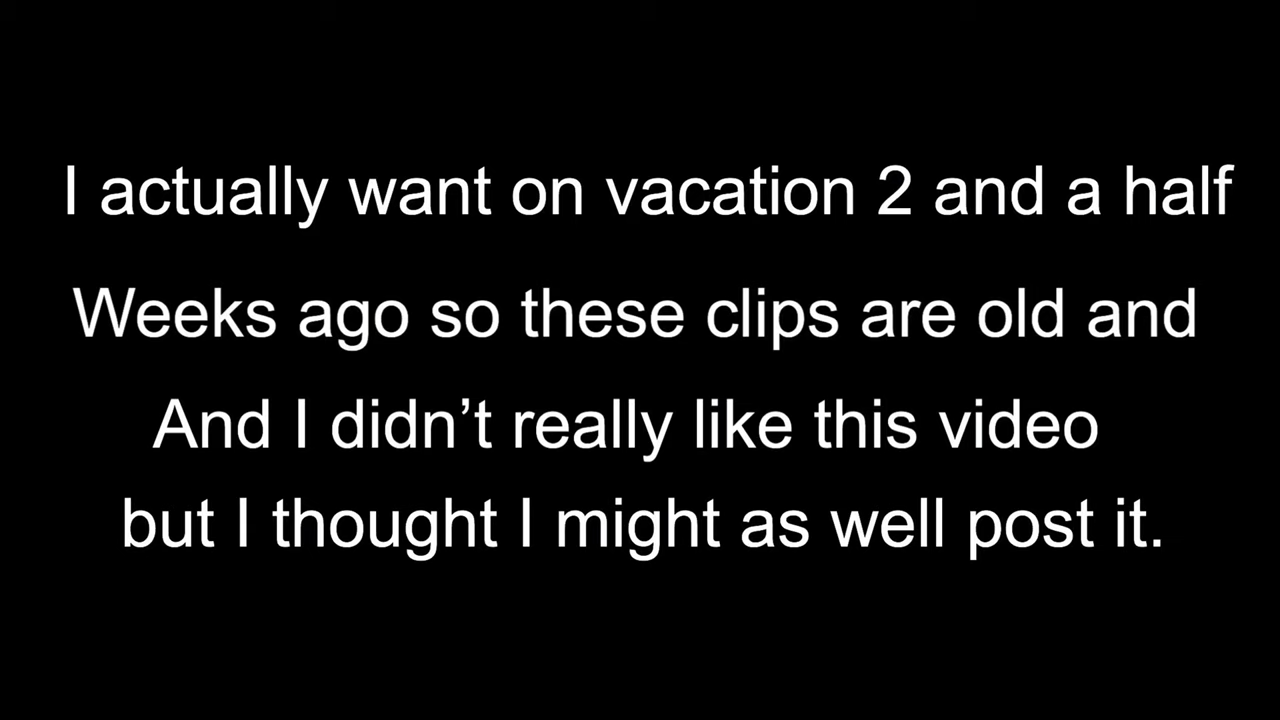 I actually want on vacation 2 and a half
Weeks ago so these clips are old and
And I didn’t really like this video
but I thought I might as well post it.